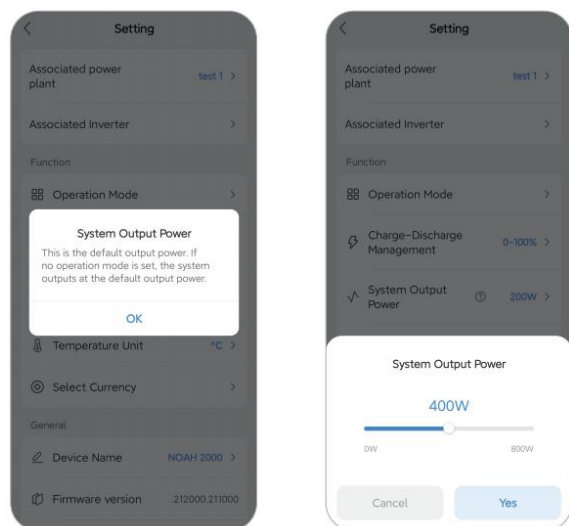 Setting
Associated power
plant
test 1
Associated Inverter
Function
Operation Mode
System Output Power
This is the default output power. If
no operation mode is set, the system
outputs at the default output power.
OK
Temperature Unit
°C
Select Currency
General
Device Name
NOAH 2000
Firmware version
.212000.211000
Setting
Associated power
plant
test 1
Associated Inverter
Function
Operation Mode
Charge-Discharge
Management
0~100%
System Output
Power
?
200W
System Output Power
400W
0W
800W
Cancel
Yes